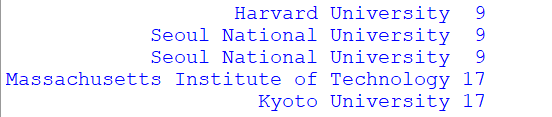 Harvard University 9
Seoul National University 9
Seoul National University 9
Massachusetts Institute of Technology 17
Kyoto University 17